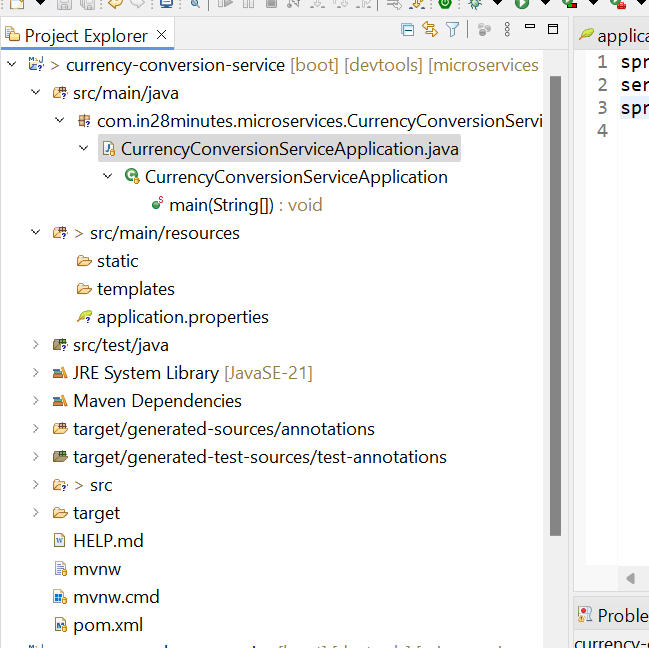 Project Explorer
applica
> currency-conversion-service [boot] [devtools] [microservices
1 spr
src/main/java
2 ser
com.in28minutes.microservices.CurrencyConversionServi
3 spr
CurrencyConversionServiceApplication.java
4
CurrencyConversionServiceApplication
main(String[]) : void
> src/main/resources
static
templates
application.properties
src/test/java
JRE System Library [JavaSE-21]
Maven Dependencies
target/generated-sources/annotations
target/generated-test-sources/test-annotations
> src
target
HELP.md
mvnw
mvnw.cmd
pom.xml
Proble
currency-